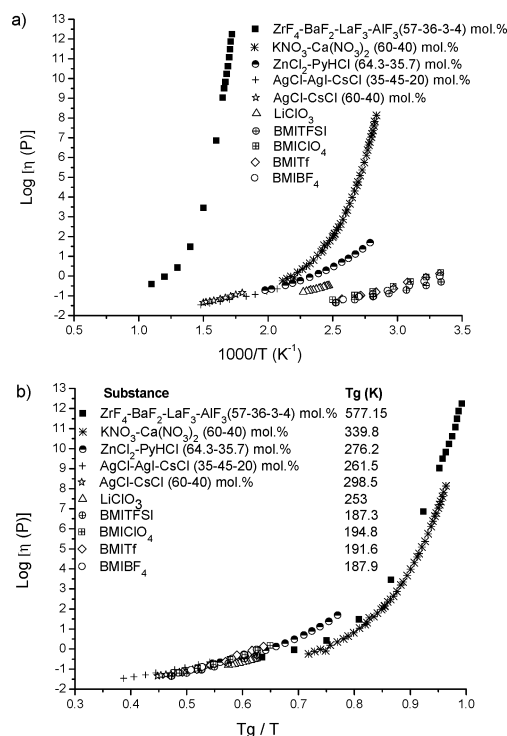 a)
13
12
11
10
9
8
7
6
5
4
3
2
1
0
-1
-2
Log [η (P)]
ZrF4-BaF2-LaF3-AlF3(57-36-3-4) mol.%
KNO3-Ca(NO3)2 (60-40) mol.%
ZnCl2-PyHCl (64.3-35.7) mol.%
AgCl-AgI-CsCl (35-45-20) mol.%
AgCl-CsCl (60-40) mol.%
LiClO3
BMITFSI
BMIClO4
BMITf
BMIBF4
0.5 1.0 1.5 2.0 2.5 3.0 3.5
1000/T (K-1)
b)
13
12
11
10
9
8
7
6
5
4
3
2
1
0
-1
-2
Log [η (P)]
Substance Tg (K)
ZrF4-BaF2-LaF3-AlF3(57-36-3-4) mol.% 577.15
KNO3-Ca(NO3)2 (60-40) mol.% 339.8
ZnCl2-PyHCl (64.3-35.7) mol.% 276.2
AgCl-AgI-CsCl (35-45-20) mol.% 261.5
AgCl-CsCl (60-40) mol.% 298.5
LiClO3 253
BMITFSI 187.3
BMIClO4 194.8
BMITf 191.6
BMIBF4 187.9
0.3 0.4 0.5 0.6 0.7 0.8 0.9 1.0
Tg / T